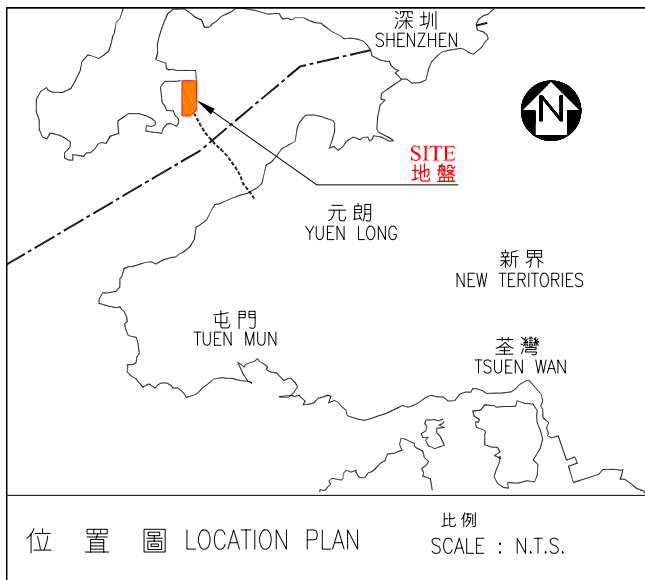 深圳
SHENZHEN
N
SITE
地盤
元朗
YUEN LONG
新界
NEW TERITORIES
屯門
TUEN MUN
荃灣
TSUEN WAN
位置圖 LOCATION PLAN
比例
SCALE : N.T.S.